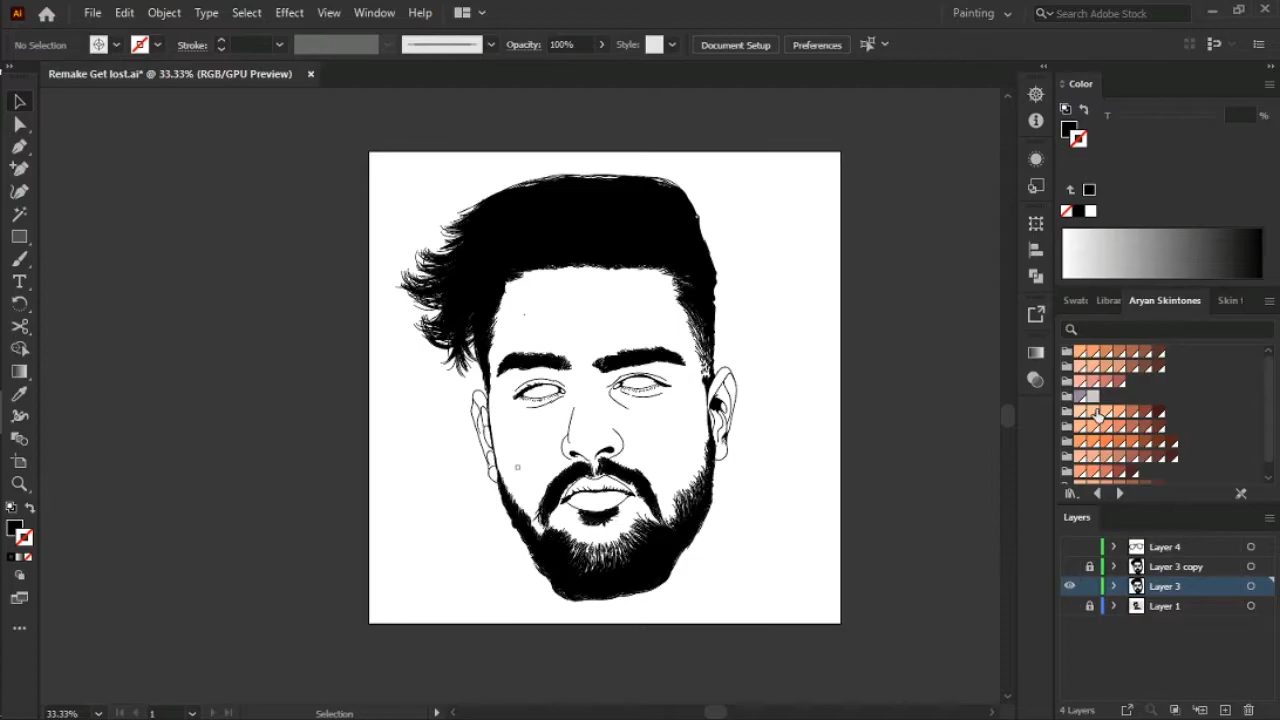 Ai File Edit Object Type Select Effect View Window Help Painting Search Adobe Stock
No Selection Stroke: Opacity: 100% Style: Document Setup Preferences
Remake Get lost.ai* @ 33.33% (RGB/GPU Preview)
Color
T %
Swatc Librar Aryan Skintones Skin t
Layers
Layer 4
Layer 3 copy
Layer 3
Layer 1
33.33% 1 Selection 4 Layers